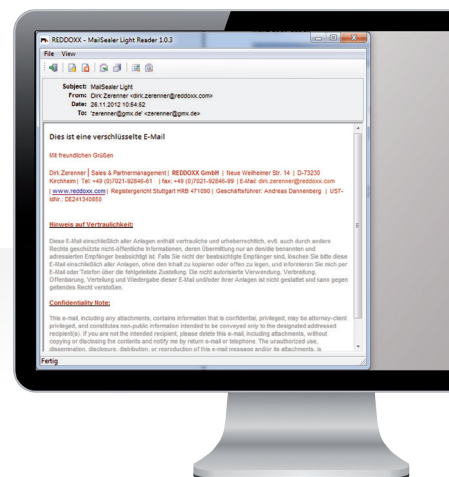 REDDOXX - MailSealer Light Reader 1.0.3
File View
Subject: MailSealer Light
From: Dirk Zerenner <dirk.zerenner@reddoxx.com>
Date: 26.11.2012 10:54:52
To: 'zerenner@gmx.de' <zerenner@gmx.de>
Dies ist eine verschlüsselte E-Mail
Mit freundlichen Grüßen
Dirk Zerenner | Sales & Partnermanagement | REDDOXX GmbH | Neue Weilheimer Str. 14 | D-73230
Kirchheim | Tel: +49 (0)7021-92846-61 | fax: +49 (0)7021-92846-99 | E-Mail: dirk.zerenner@reddoxx.com
| www.reddoxx.com | Registergericht Stuttgart HRB 471090 | Geschäftsführer: Andreas Dannenberg | UST-
IdNr.: DE241340850
Hinweis auf Vertraulichkeit:
Diese E-Mail einschließlich aller Anlagen enthält vertrauliche und urheberrechtlich, evtl. auch durch andere
Rechte geschützte nicht-öffentliche Informationen, deren Übermittlung nur an den/die benannten und
adressierten Empfänger beabsichtigt ist. Falls Sie nicht der beabsichtigte Empfänger sind, löschen Sie bitte diese
E-Mail einschließlich aller Anlagen, ohne den Inhalt zu kopieren oder offen zu legen, und informieren Sie mich per
E-Mail oder Telefon über die fehlgeleitete Zustellung. Die nicht autorisierte Verwendung, Verbreitung,
Offenbarung, Verteilung und Wiedergabe dieser E-Mail und/oder ihrer Anlagen ist nicht gestattet und kann gegen
geltendes Recht verstoßen.
Confidentiality Note:
This e-mail, including any attachments, contains information that is confidential, privileged, may be attorney-client
privileged, and constitutes non-public information intended to be conveyed only to the designated addressed
recipient(s). If you are not the intended recipient, please delete this e-mail, including attachments, without
copying or disclosing the contents and notify me by return e-mail or telephone. The unauthorized use,
dissemination, disclosure, distribution, or reproduction of this e-mail message and/or its attachments, is
Fertig